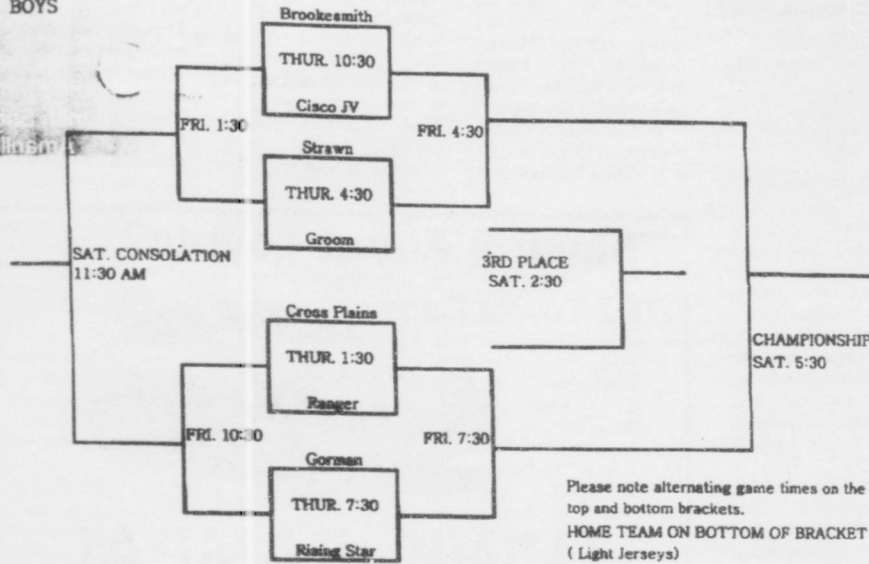 BOYS
Brookesmith
THUR. 10:30
Cisco JV
FRI. 1:30
FRI. 4:30
Strawn
THUR. 4:30
Groom
SAT. CONSOLATION
11:30 AM
3RD PLACE
SAT. 2:30
Cross Plains
THUR. 1:30
Ranger
CHAMPIONSHIP
SAT. 5:30
FRI. 10:30
FRI. 7:30
Gorman
THUR. 7:30
Rising Star
Please note alternating game times on the
top and bottom brackets.
HOME TEAM ON BOTTOM OF BRACKET
( Light Jerseys)